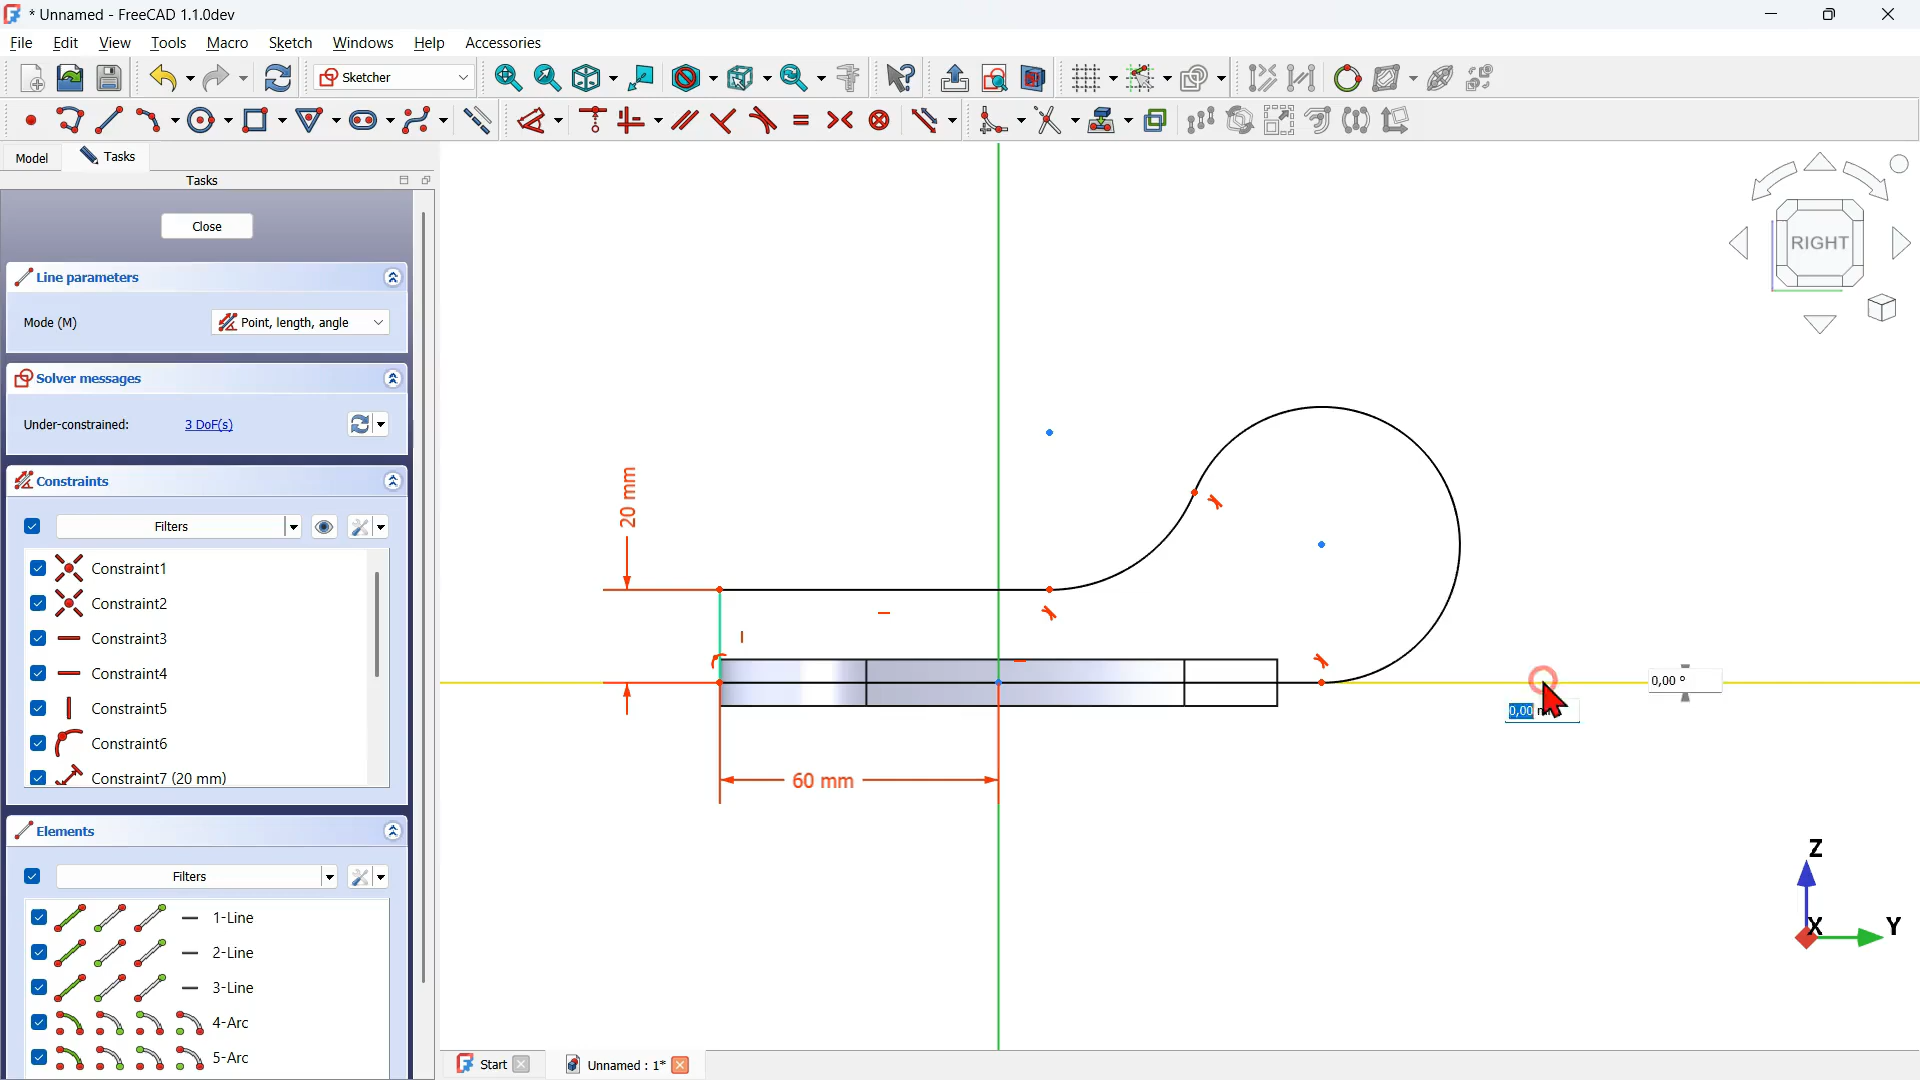 * Unnamed - FreeCAD 1.1.0dev
File Edit View Tools Macro Sketch Windows Help Accessories
Sketcher
Model Tasks
Tasks
RIGHT
Close
Line parameters
Mode (M) Point, length, angle
Solver messages
Under-constrained: 3 DoF(s)
Constraints
Filters
Constraint1
Constraint2
Constraint3
Constraint4
Constraint5
Constraint6
Constraint7 (20 mm)
Elements
Filters
1-Line
2-Line
3-Line
4-Arc
5-Arc
20 mm
60 mm
0,00 °
0,00
Z
X
Y
Start
Unnamed : 1*